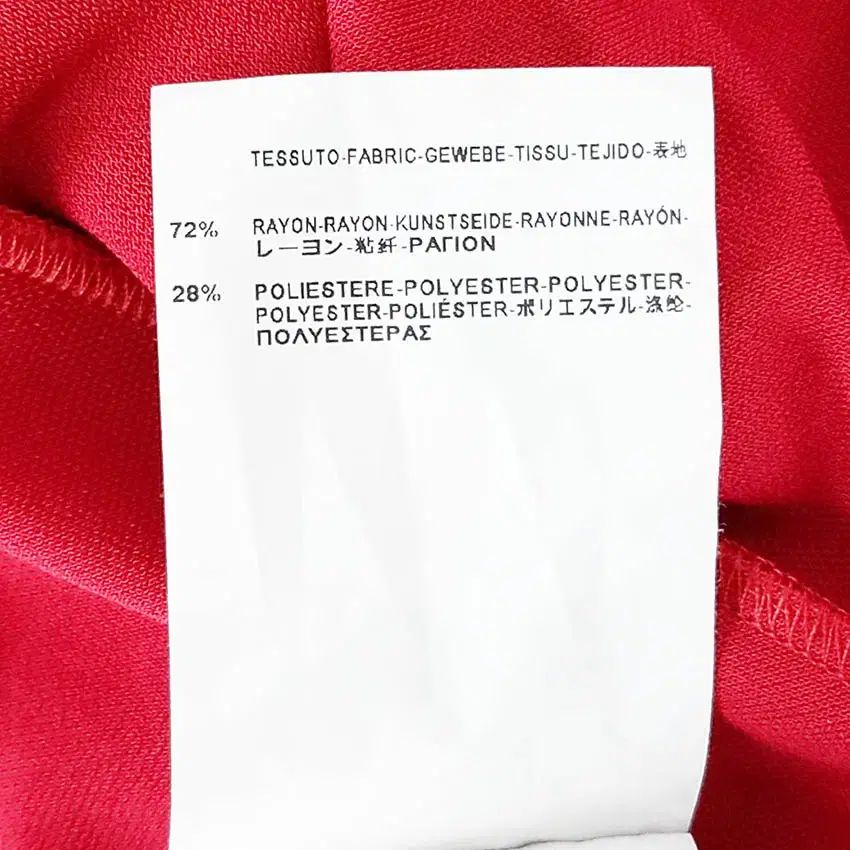 TESSUTO-FABRIC-GEWEBE-TISSU-TEJIDO-表地
72% RAYON-RAYON-KUNSTSEIDE-RAYONNE-RAYÓN-
レーヨン-粘纤-ΡΑΓΙΟΝ
28% POLIESTERE-POLYESTER-POLYESTER-
POLYESTER-POLIÉSTER-ポリエステル-涤纶-
ΠΟΛΥΕΣΤΕΡΑΣ